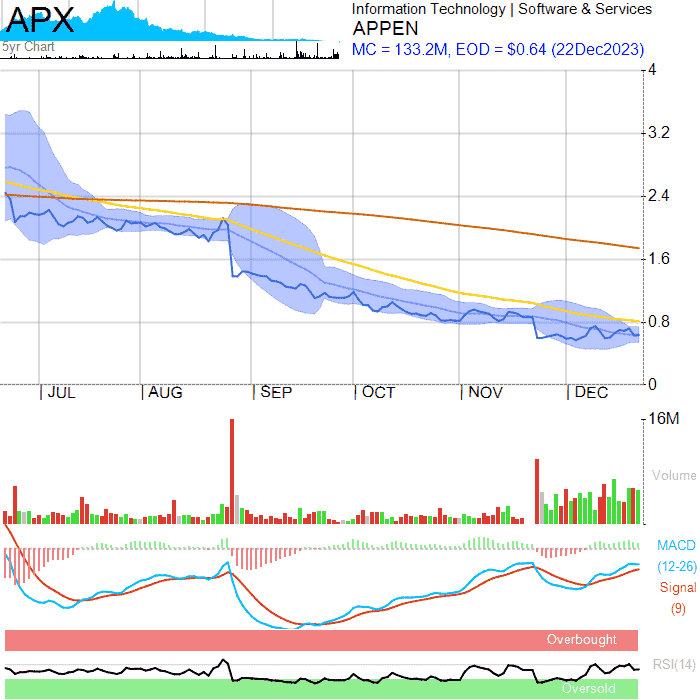 APX
Information Technology | Software & Services
APPEN
5yr Chart
MC = 133.2M, EOD = $0.64 (22Dec2023)
4
3.2
2.4
1.6
0.8
0
JUL AUG SEP OCT NOV DEC
16M
Volume
MACD
(12-26)
Signal
(9)
Overbought
RSI(14)
Oversold